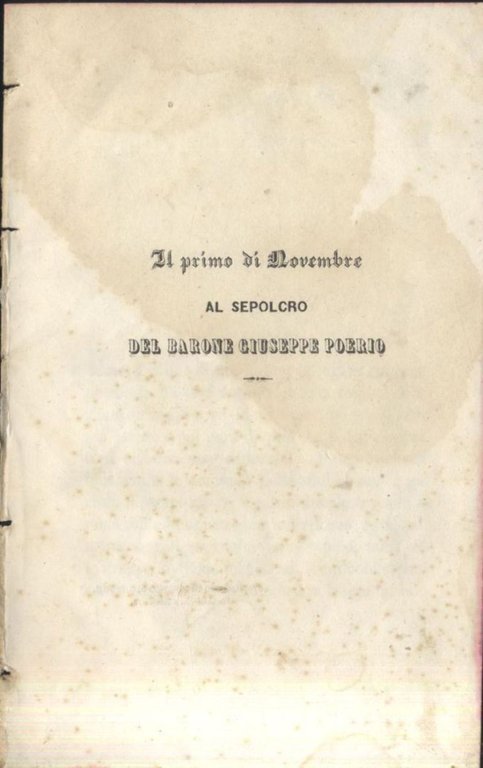 Il primo di Novembre
AL SEPOLCRO
DEL BARONE GIUSEPPE POERIO